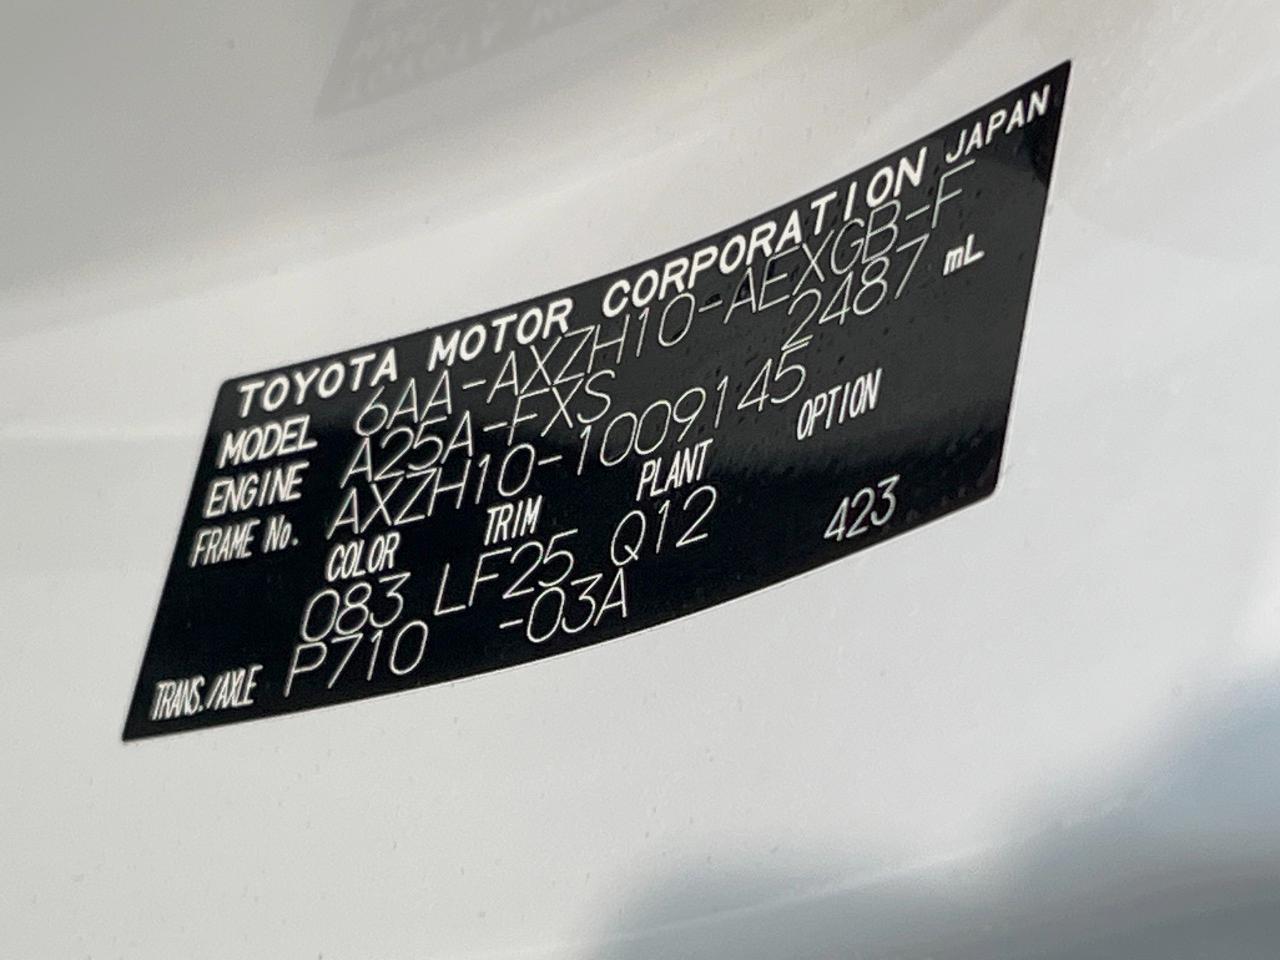 TOYOTA MOTOR CORPORATION JAPAN
MODEL 6AA-AXZH10-AEXGB-F
ENGINE A25A-FXS 2487 mL
FRAME No. AXZH10-1009145
COLOR TRIM PLANT OPTION
083 LF25 Q12 423
TRANS./AXLE P710 -03A